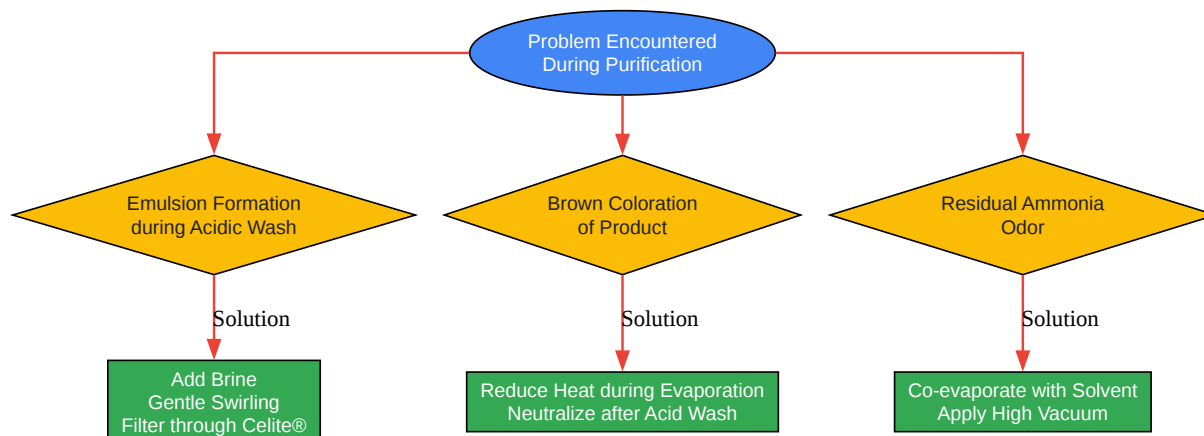 Problem Encountered
During Purification
Emulsion Formation
during Acidic Wash
Brown Coloration
of Product
Residual Ammonia
Odor
Solution
Solution
Solution
Add Brine
Gentle Swirling
Filter through Celite®
Reduce Heat during Evaporation
Neutralize after Acid Wash
Co-evaporate with Solvent
Apply High Vacuum